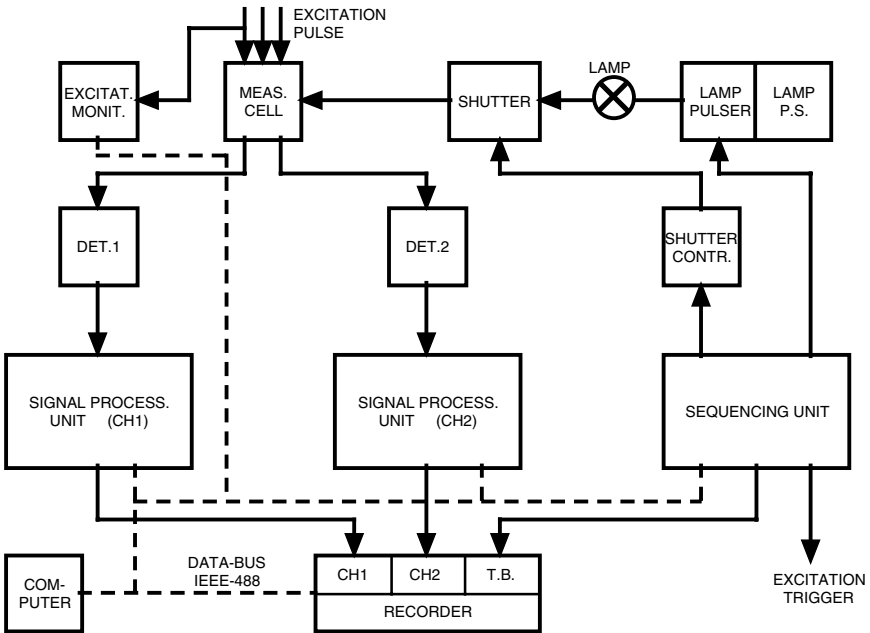 EXCITATION
PULSE
EXCITAT.
MONIT.
MEAS.
CELL
SHUTTER
LAMP
LAMP
PULSER
LAMP
P.S.
DET.1
DET.2
SHUTTER
CONTR.
SIGNAL PROCESS.
UNIT (CH1)
SIGNAL PROCESS.
UNIT (CH2)
SEQUENCING UNIT
COM-
PUTER
DATA-BUS
IEEE-488
CH1
CH2
T.B.
RECORDER
EXCITATION
TRIGGER